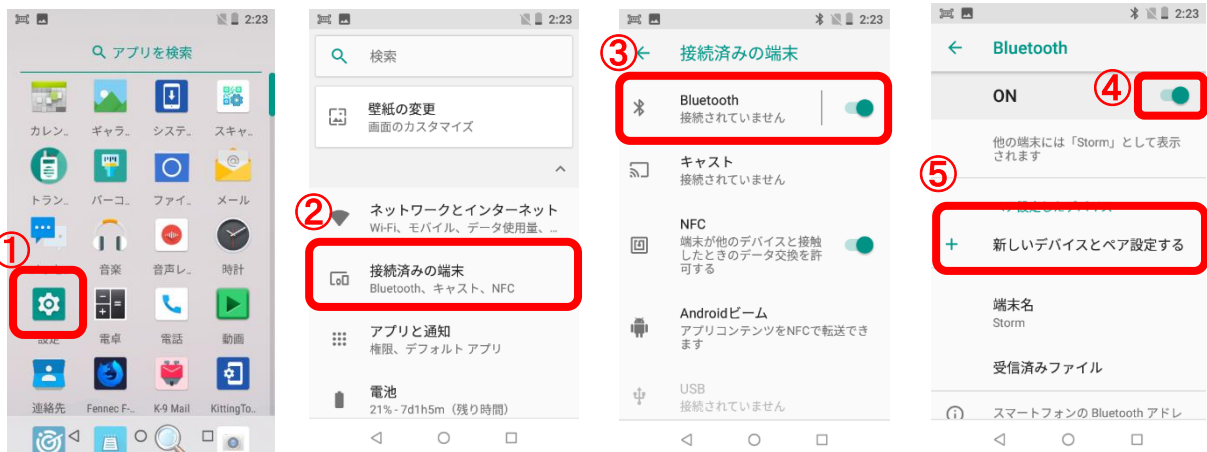 2:23
アプリを検索
カレン..
ギャラ..
システ..
スキャ..
トラン..
バーコ..
ファイ..
メール
①
音楽
音声レ..
時計
設定
電卓
電話
動画
連絡先
Fennec F-..
K-9 Mail
KittingTo..
2:23
検索
壁紙の変更
画面のカスタマイズ
②
ネットワークとインターネット
Wi-Fi、モバイル、データ使用量、...
接続済みの端末
Bluetooth、キャスト、NFC
アプリと通知
権限、デフォルト アプリ
電池
21% - 7d1h5m（残り時間）
2:23
③
接続済みの端末
Bluetooth
接続されていません
キャスト
接続されていません
NFC
端末が他のデバイスと接触
したときのデータ交換を許
可する
Androidビーム
アプリコンテンツをNFCで転送でき
ます
USB
接続されていません
2:23
Bluetooth
④
ON
他の端末には「Storm」として表示
されます
⑤
新しいデバイスとペア設定する
端末名
Storm
受信済みファイル
スマートフォンの Bluetooth アドレ